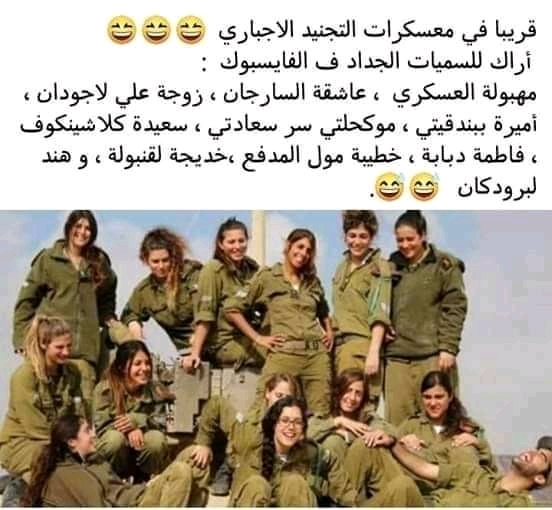 قريبا في معسكرات التجنيد الاجباري 😄😄😄
أراك للسميات الجداد ف الفايسبوك :
مهبولة العسكري ، عاشقة السارجان ، زوجة علي لاجودان ،
أميرة ببندقيتي ، موكحلتي سر سعادتي ، سعيدة كلاشينكوف
، فاطمة دبابة ، خطيبة مول المدفع ،خديجة لقنبولة ، و هند
لبرودكان 😅😅.